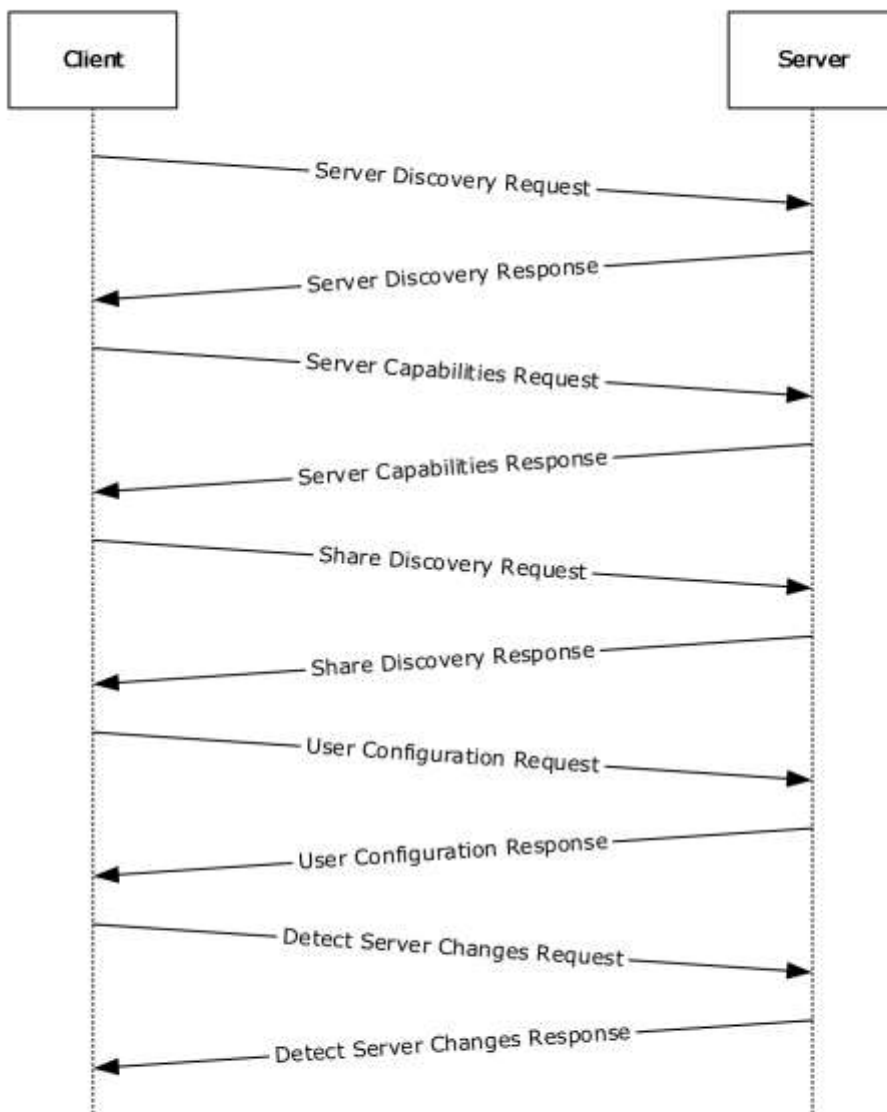 Client
Server
Server Discovery Request
Server Discovery Response
Server Capabilities Request
Server Capabilities Response
Share Discovery Request
Share Discovery Response
User Configuration Request
User Configuration Response
Detect Server Changes Request
Detect Server Changes Response